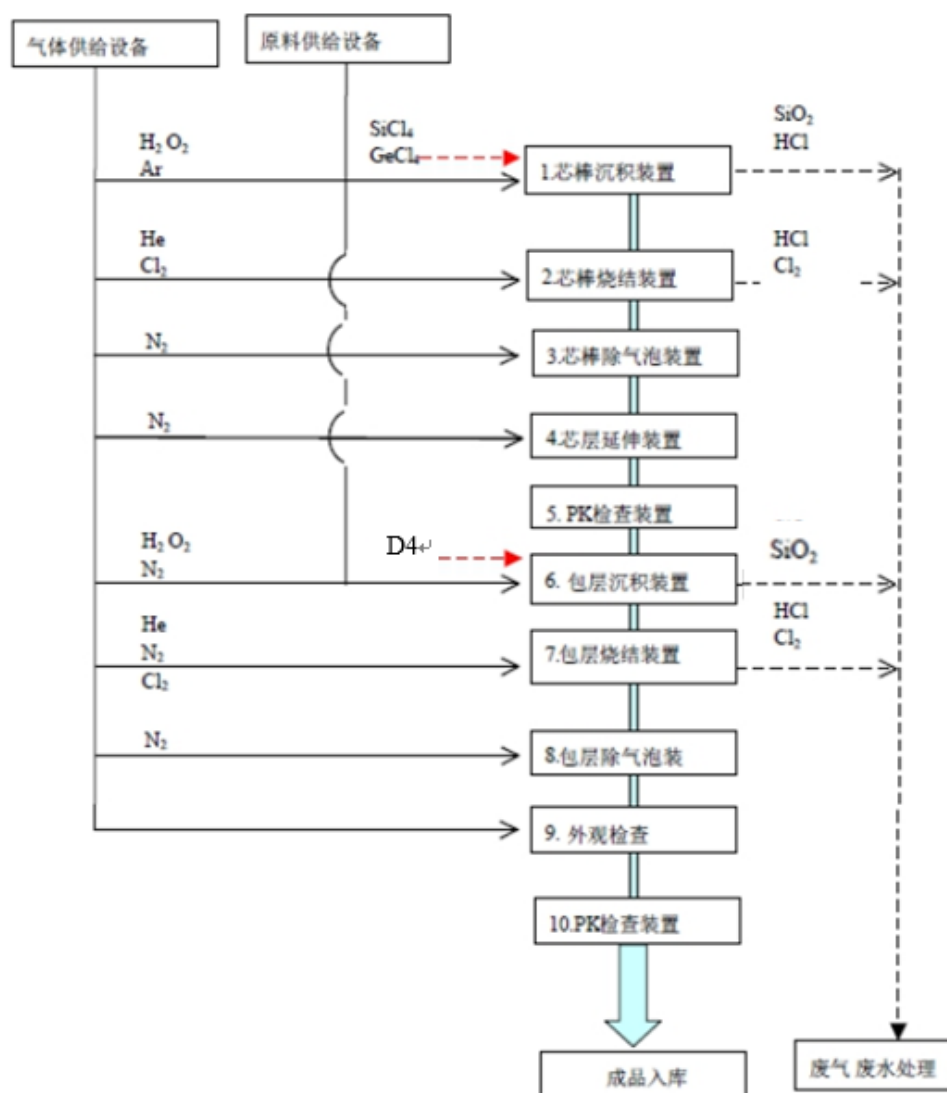 气体供给设备
原料供给设备
H₂ O₂
Ar
SiCl₄
GeCl₄
1.芯棒沉积装置
SiO₂
HCl
He
Cl₂
2.芯棒烧结装置
HCl
Cl₂
N₂
3.芯棒除气泡装置
N₂
4.芯层延伸装置
5. PK检查装置
H₂ O₂
N₂
D4↵
6. 包层沉积装置
SiO₂
He
N₂
Cl₂
7.包层烧结装置
HCl
Cl₂
N₂
8.包层除气泡装
9. 外观检查
10.PK检查装置
成品入库
废气 废水处理